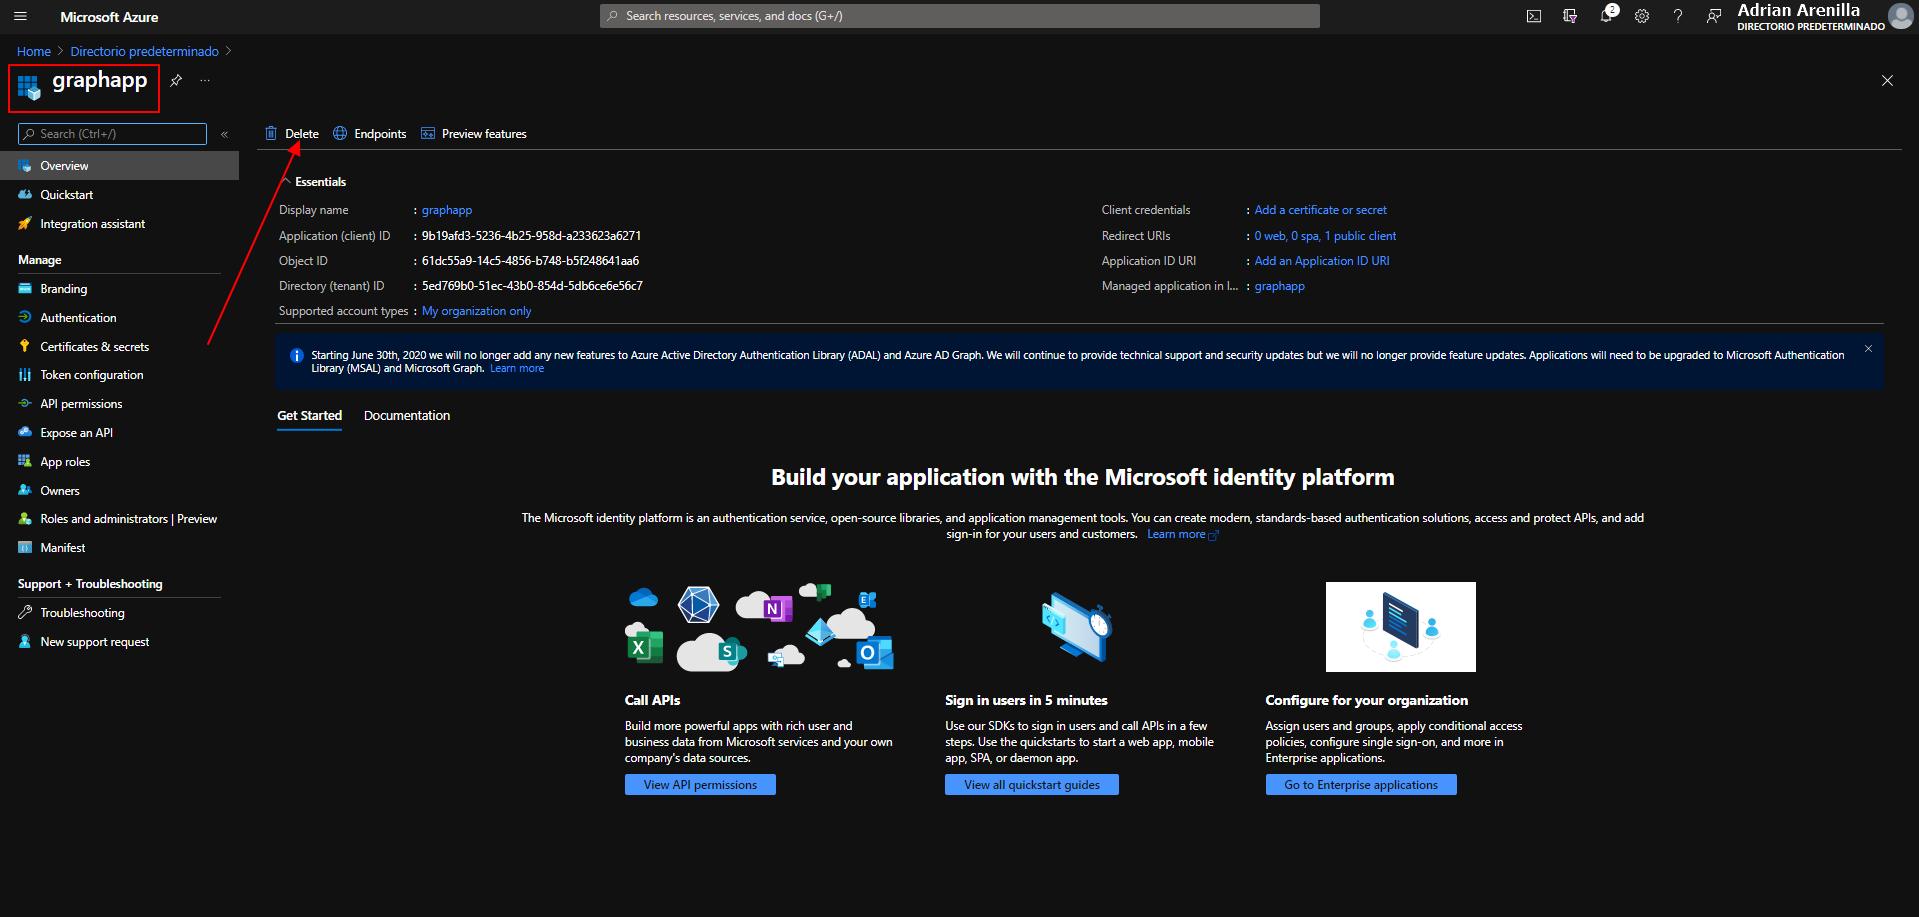 Microsoft Azure
Search resources, services, and docs (G+/)
2
Adrian Arenilla
DIRECTORIO PREDETERMINADO
Home > Directorio predeterminado >
graphapp
...
Search (Ctrl+/)
«
Delete
Endpoints
Preview features
Overview
Quickstart
Integration assistant
Manage
Branding
Authentication
Certificates & secrets
Token configuration
API permissions
Expose an API
App roles
Owners
Roles and administrators | Preview
Manifest
Support + Troubleshooting
Troubleshooting
New support request
Essentials
Display name : graphapp
Application (client) ID : 9b19afd3-5236-4b25-958d-a233623a6271
Object ID : 61dc55a9-14c5-4856-b748-b5f248641aa6
Directory (tenant) ID : 5ed769b0-51ec-43b0-854d-5db6ce6e56c7
Supported account types : My organization only
Client credentials : Add a certificate or secret
Redirect URIs : 0 web, 0 spa, 1 public client
Application ID URI : Add an Application ID URI
Managed application in l... : graphapp
Starting June 30th, 2020 we will no longer add any new features to Azure Active Directory Authentication Library (ADAL) and Azure AD Graph. We will continue to provide technical support and security updates but we will no longer provide feature updates. Applications will need to be upgraded to Microsoft Authentication
Library (MSAL) and Microsoft Graph. Learn more
Get Started
Documentation
Build your application with the Microsoft identity platform
The Microsoft identity platform is an authentication service, open-source libraries, and application management tools. You can create modern, standards-based authentication solutions, access and protect APIs, and add
sign-in for your users and customers. Learn more
N
E
X
S
O
Call APIs
Build more powerful apps with rich user and
business data from Microsoft services and your own
company's data sources.
View API permissions
Sign in users in 5 minutes
Use our SDKs to sign in users and call APIs in a few
steps. Use the quickstarts to start a web app, mobile
app, SPA, or daemon app.
View all quickstart guides
Configure for your organization
Assign users and groups, apply conditional access
policies, configure single sign-on, and more in
Enterprise applications.
Go to Enterprise applications